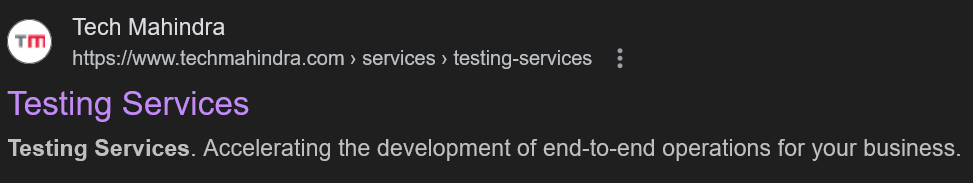 TM
Tech Mahindra
https://www.techmahindra.com › services › testing-services
Testing Services
Testing Services. Accelerating the development of end-to-end operations for your business.